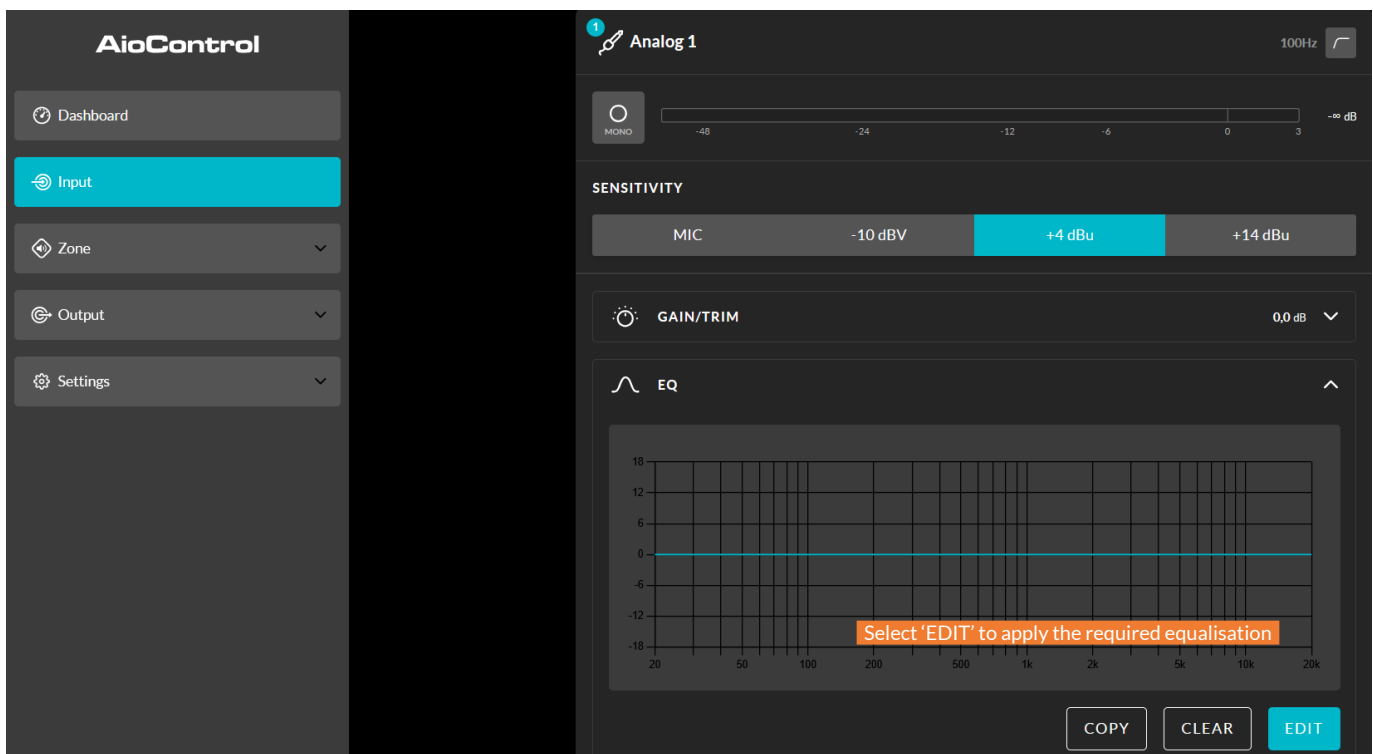 AioControl
Dashboard
Input
Zone
Output
Settings
1
Analog 1
100Hz
MONO
-48 -24 -12 -6 0 3
-∞ dB
SENSITIVITY
MIC -10 dBV +4 dBu +14 dBu
GAIN/TRIM 0,0 dB
EQ
18
12
6
0
-6
-12
-18
Select ‘EDIT’ to apply the required equalisation
20 50 100 200 500 1k 2k 5k 10k 20k
COPY CLEAR EDIT